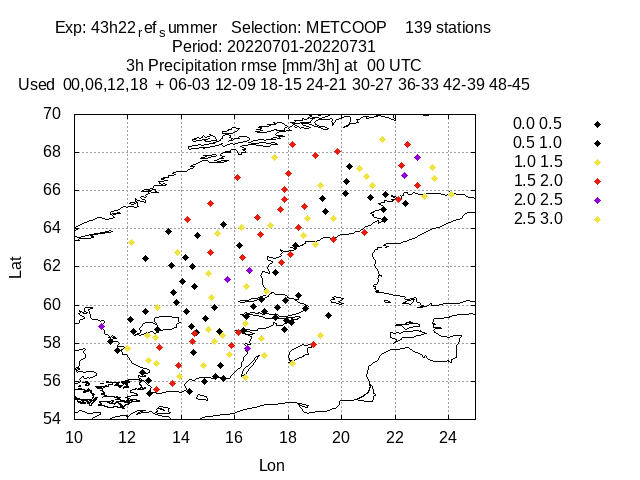 Exp: 43h22refsummer Selection: METCOOP 139 stations
Period: 20220701-20220731
3h Precipitation rmse [mm/3h] at 00 UTC
Used 00,06,12,18 + 06-03 12-09 18-15 24-21 30-27 36-33 42-39 48-45
70
68
66
64
62
60
58
56
54
Lat
10 12 14 16 18 20 22 24
Lon
0.0 0.5
0.5 1.0
1.0 1.5
1.5 2.0
2.0 2.5
2.5 3.0